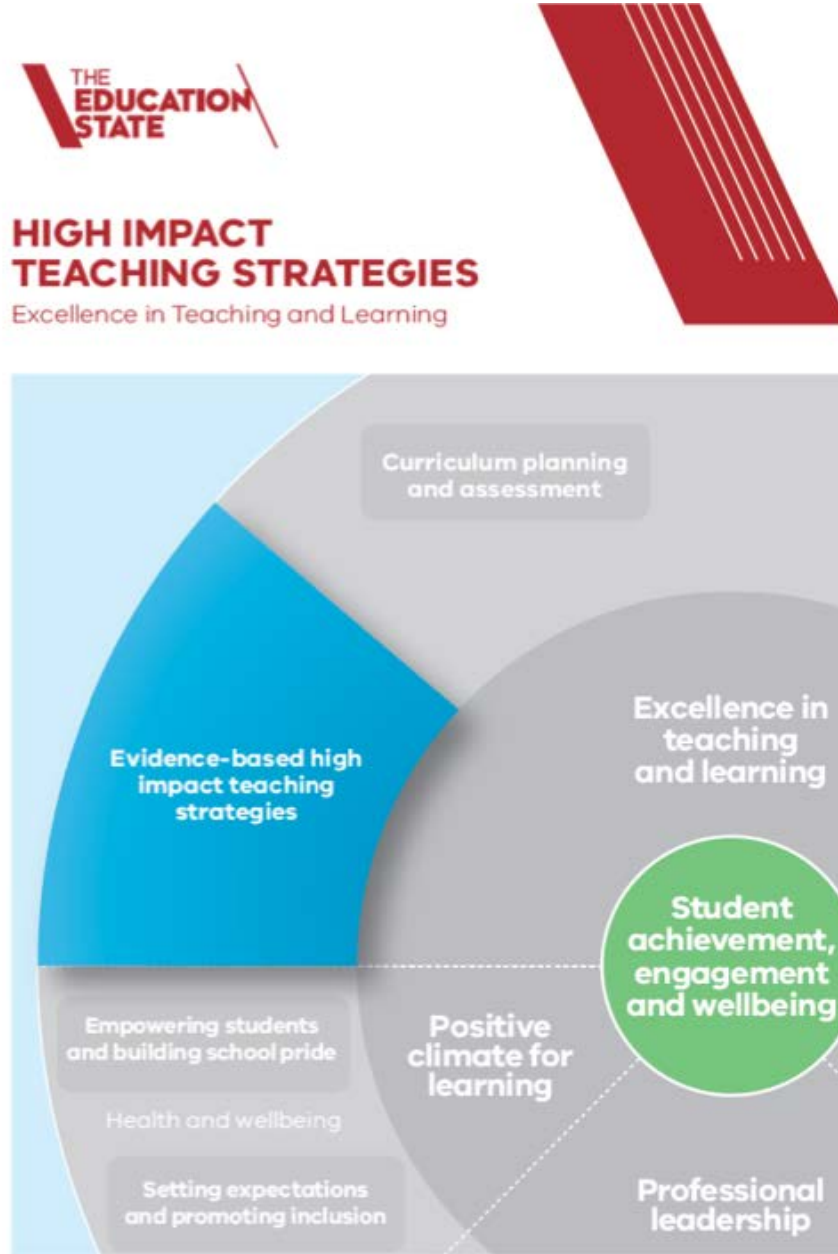 THE
EDUCATION
STATE
HIGH IMPACT
TEACHING STRATEGIES
Excellence in Teaching and Learning
Curriculum planning
and assessment
Excellence in
teaching
and learning
Evidence-based high
impact teaching
strategies
Student
achievement,
engagement
and wellbeing
Empowering students
and building school pride
Positive
climate for
learning
Health and wellbeing
Setting expectations
and promoting inclusion
Professional
leadership